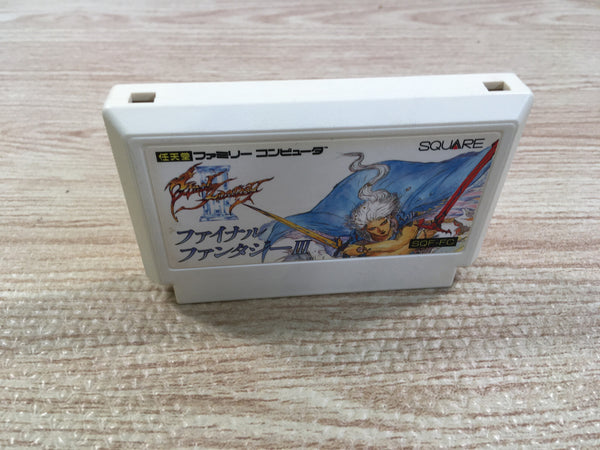 任天堂 ファミリー コンピュータ
SQUARE
FINAL FANTASY
III
ファイナル
ファンタジーIII
SQF-FC